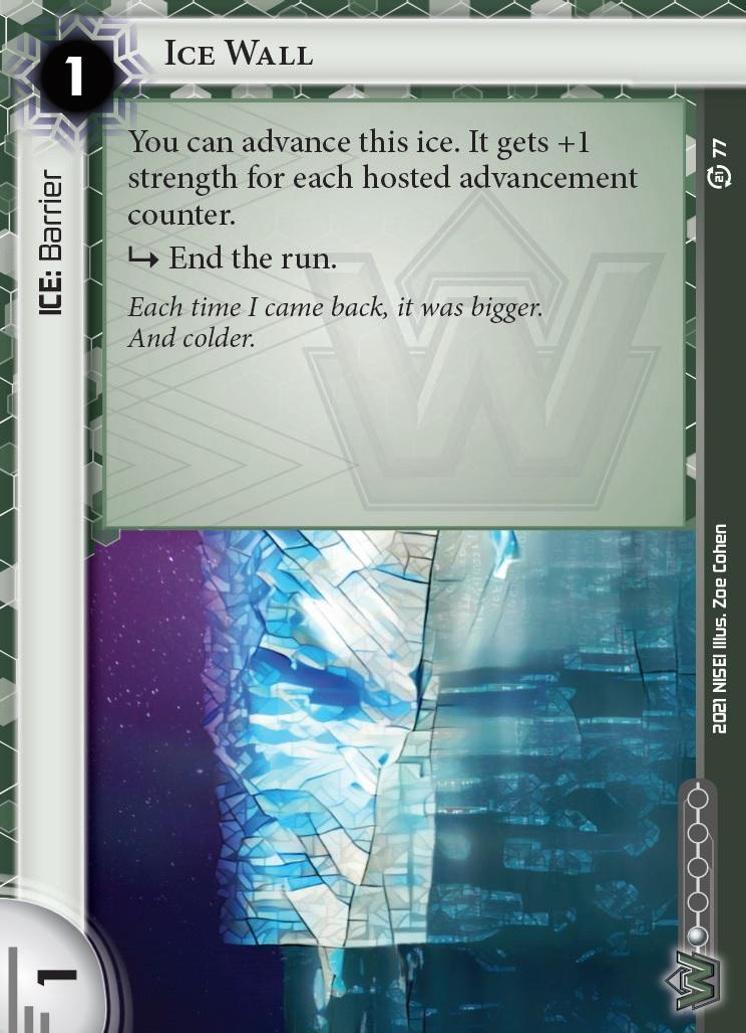 1
Ice Wall
ICE: Barrier
You can advance this ice. It gets +1
strength for each hosted advancement
counter.
↳ End the run.
Each time I came back, it was bigger.
And colder.
21 77
2021 NISEI Illus. Zoe Cohen
1
W